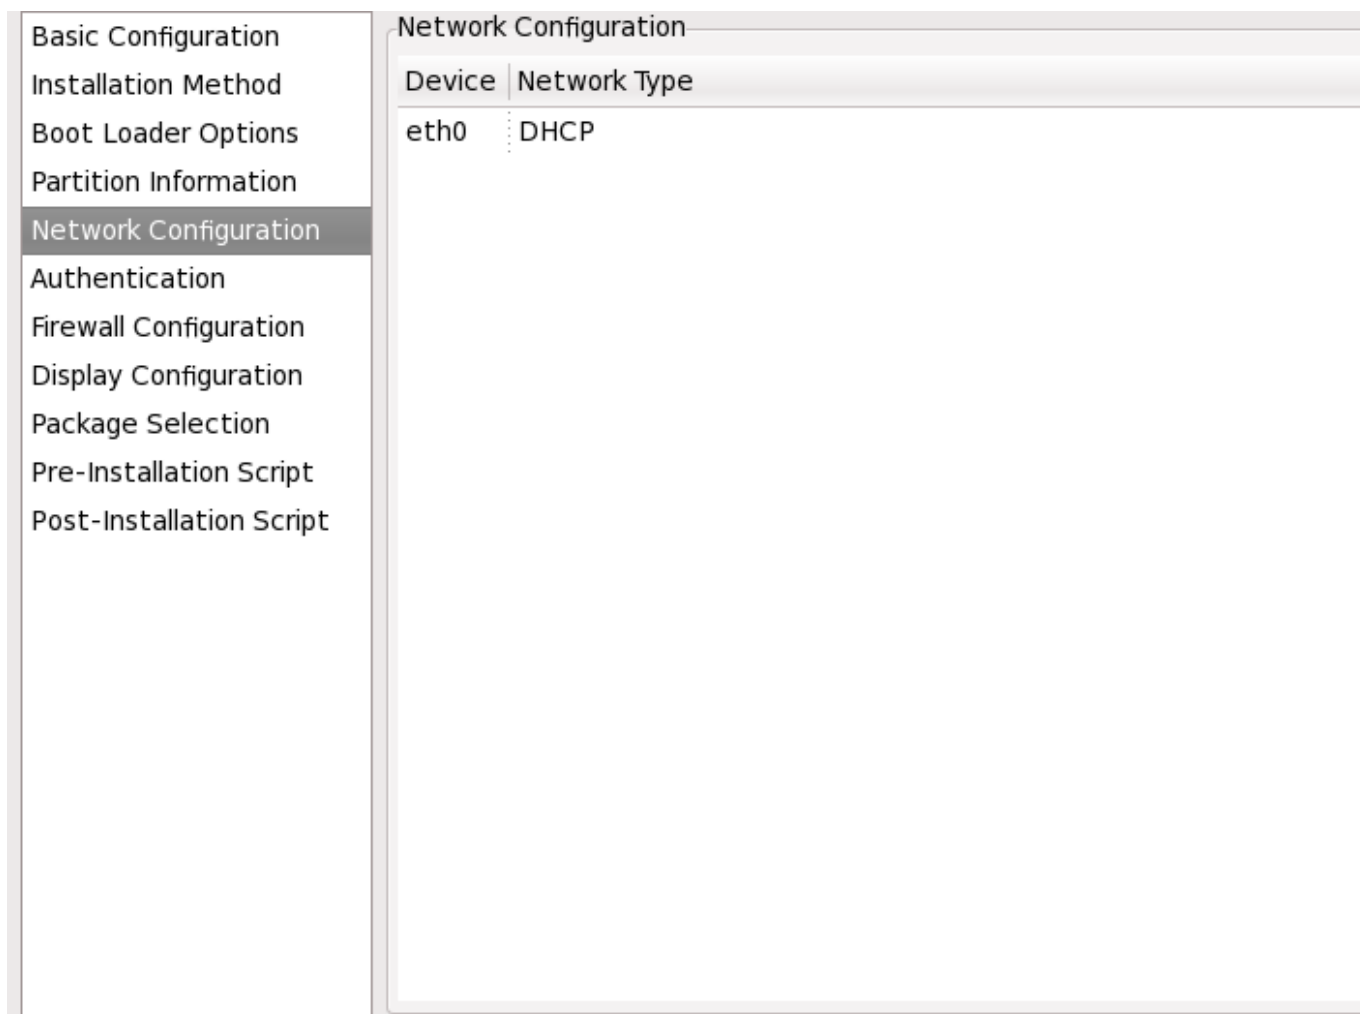 Basic Configuration
Installation Method
Boot Loader Options
Partition Information
Network Configuration
Authentication
Firewall Configuration
Display Configuration
Package Selection
Pre-Installation Script
Post-Installation Script
Network Configuration
Device Network Type
eth0 DHCP